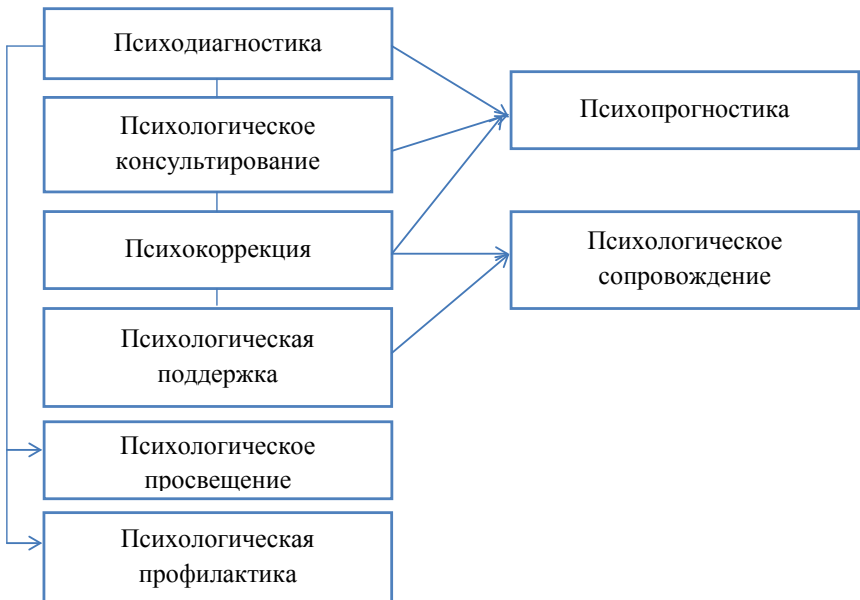 Психодиагностика
Психологическое
консультирование
Психокоррекция
Психологическая
поддержка
Психологическое
просвещение
Психологическая
профилактика
Психопрогностика
Психологическое
сопровождение